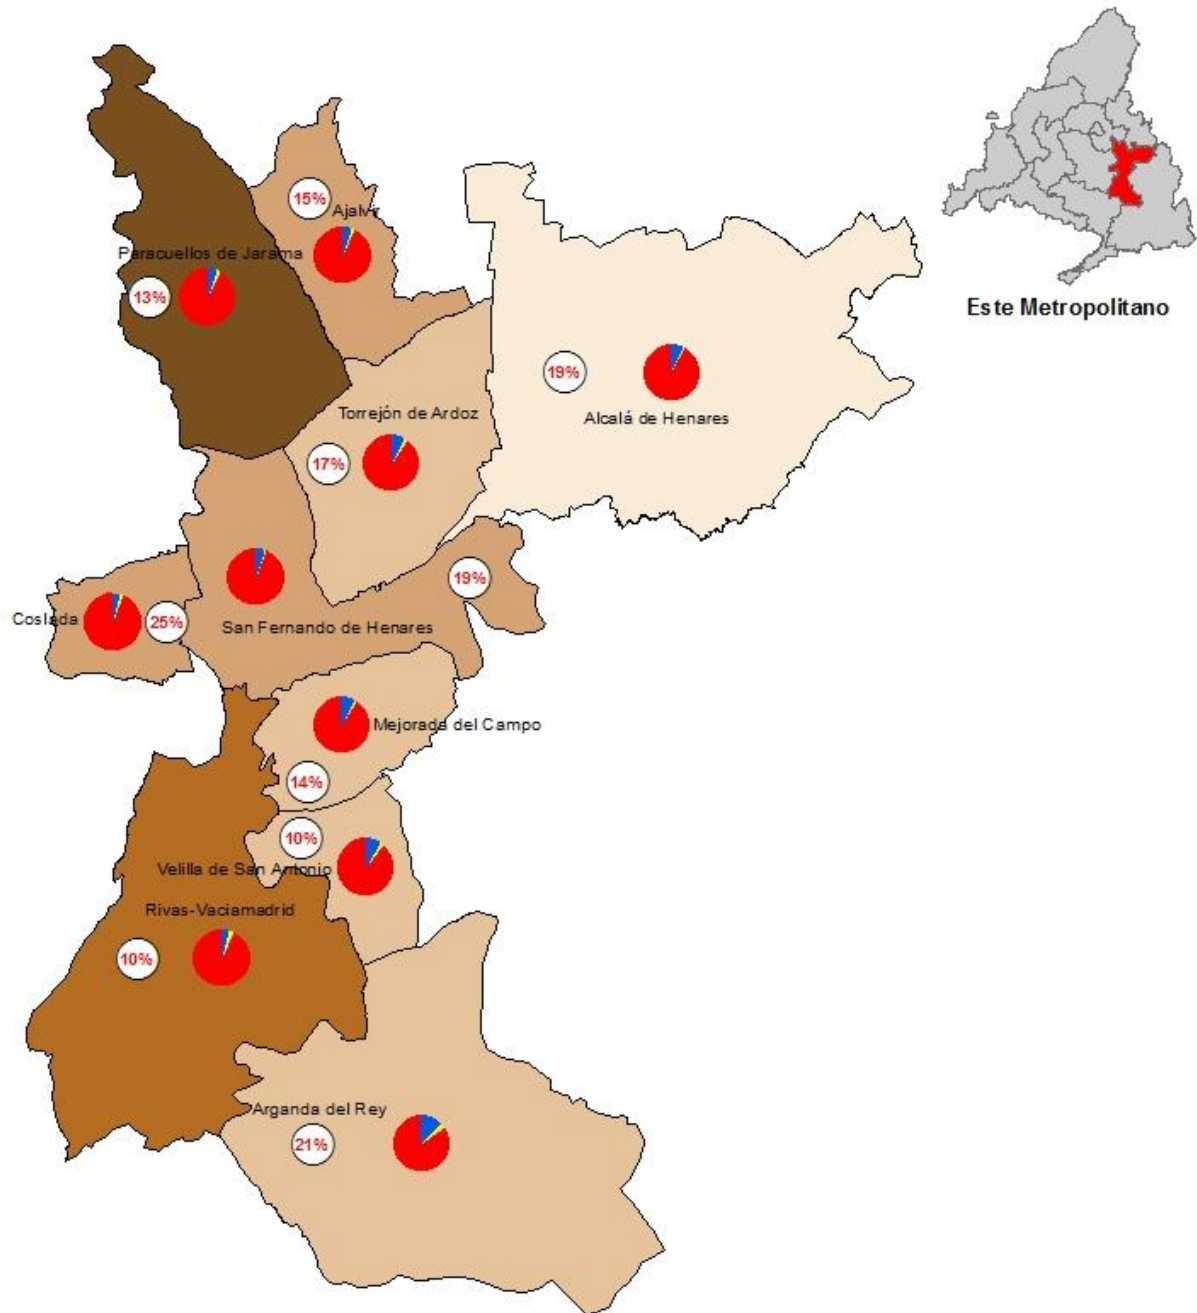 15%
Ajalvir
Paracuellos de Jarama
13%
Este Metropolitano
19%
Alcalá de Henares
Torrejón de Ardoz
17%
19%
Coslada
25%
San Fernando de Henares
Mejorada del Campo
14%
10%
Velilla de San Antonio
Rivas-Vaciamadrid
10%
Arganda del Rey
21%